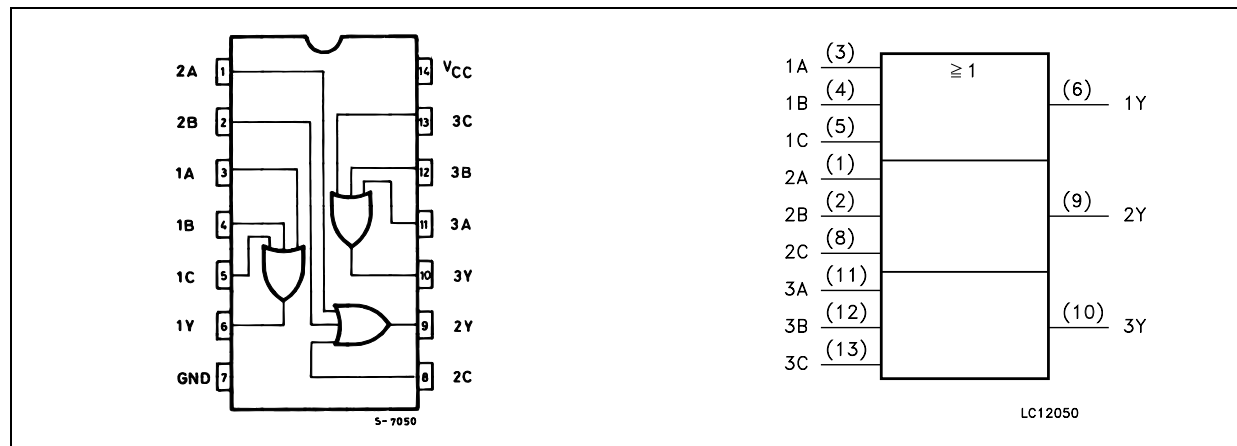 2A 1 14 VCC
2B 2 13 3C
1A 3 12 3B
1B 4 11 3A
1C 5 10 3Y
1Y 6 9 2Y
GND 7 8 2C
S-7050
1A (3) ≧ 1
1B (4) (6) 1Y
1C (5)
2A (1)
2B (2) (9) 2Y
2C (8)
3A (11)
3B (12) (10) 3Y
3C (13)
LC12050